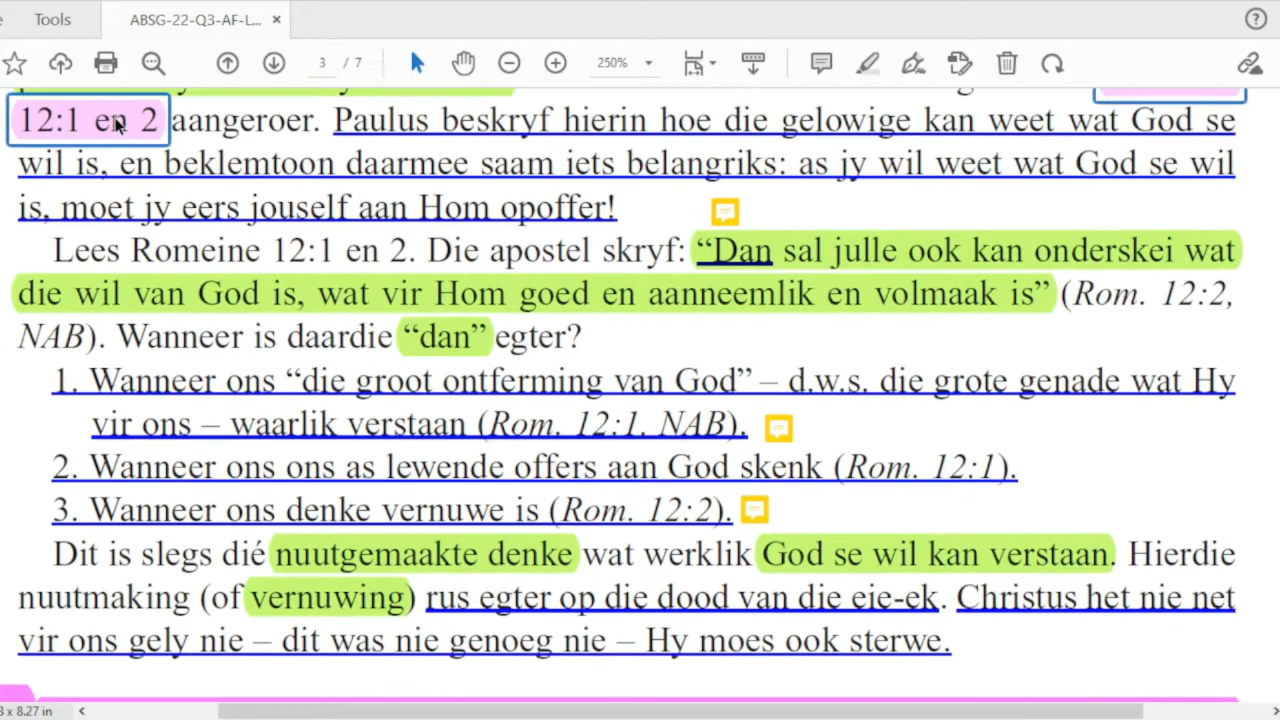 Tools ABSG-22-Q3-AF-L... ×
3 / 7 250%
12:1 en 2 aangeroer. Paulus beskryf hierin hoe die gelowige kan weet wat God se
wil is, en beklemtoon daarmee saam iets belangriks: as jy wil weet wat God se wil
is, moet jy eers jouself aan Hom opoffer!
Lees Romeine 12:1 en 2. Die apostel skryf: “Dan sal julle ook kan onderskei wat
die wil van God is, wat vir Hom goed en aanneemlik en volmaak is” (Rom. 12:2,
NAB). Wanneer is daardie “dan” egter?
1. Wanneer ons “die groot ontferming van God” – d.w.s. die grote genade wat Hy
vir ons – waarlik verstaan (Rom. 12:1, NAB).
2. Wanneer ons ons as lewende offers aan God skenk (Rom. 12:1).
3. Wanneer ons denke vernuwe is (Rom. 12:2).
Dit is slegs dié nuutgemaakte denke wat werklik God se wil kan verstaan. Hierdie
nuutmaking (of vernuwing) rus egter op die dood van die eie-ek. Christus het nie net
vir ons gely nie – dit was nie genoeg nie – Hy moes ook sterwe.
x 8.27 in